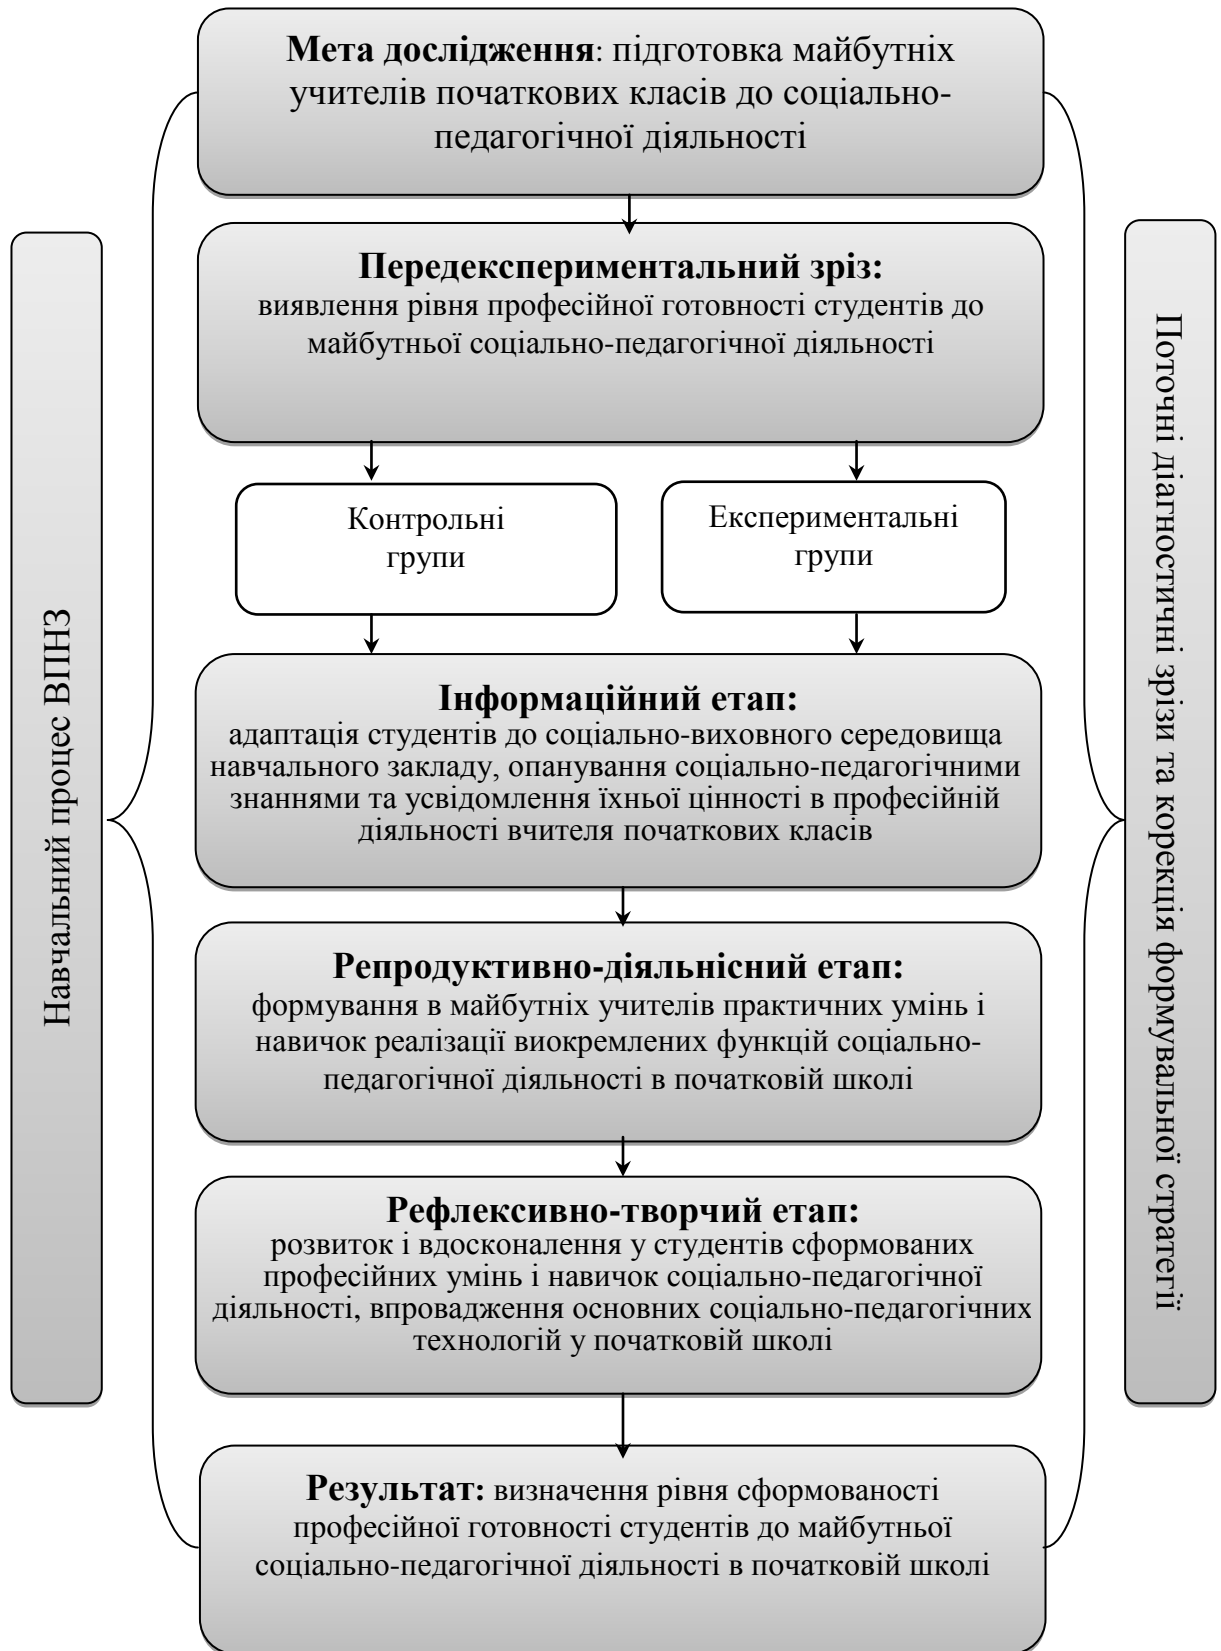 Мета дослідження: підготовка майбутніх
учителів початкових класів до соціально-
педагогічної діяльності
Передекспериментальний зріз:
виявлення рівня професійної готовності студентів до
майбутньої соціально-педагогічної діяльності
Контрольні
групи
Експериментальні
групи
Інформаційний етап:
адаптація студентів до соціально-виховного середовища
навчального закладу, опанування соціально-педагогічними
знаннями та усвідомлення їхньої цінності в професійній
діяльності вчителя початкових класів
Репродуктивно-діяльнісний етап:
формування в майбутніх учителів практичних умінь і
навичок реалізації виокремлених функцій соціально-
педагогічної діяльності в початковій школі
Рефлексивно-творчий етап:
розвиток і вдосконалення у студентів сформованих
професійних умінь і навичок соціально-педагогічної
діяльності, впровадження основних соціально-педагогічних
технологій у початковій школі
Результат: визначення рівня сформованості
професійної готовності студентів до майбутньої
соціально-педагогічної діяльності в початковій школі
Навчальний процес ВПНЗ
Поточні діагностичні зрізи та корекція формувальної стратегії